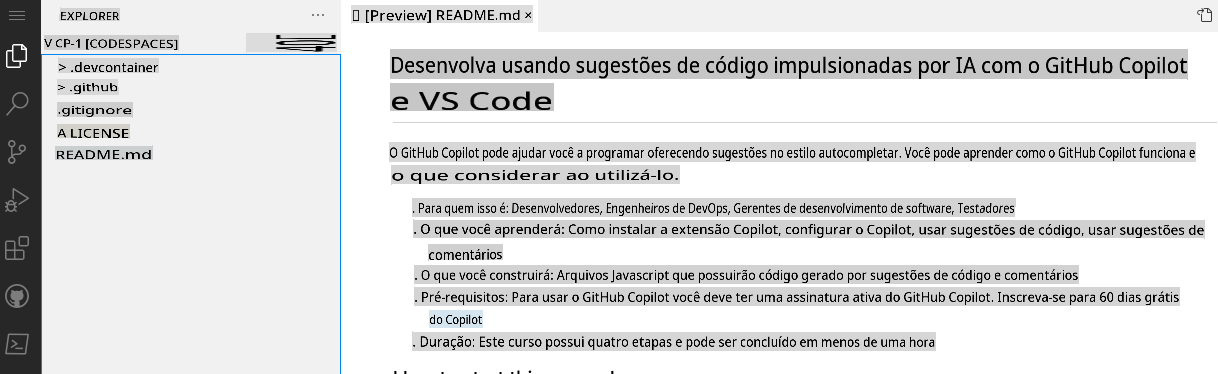 EXPLORER
[Preview] README.md ×
V CP-1 [CODESPACES]
> .devcontainer
> .github
.gitignore
A LICENSE
README.md
Desenvolva usando sugestões de código impulsionadas por IA com o GitHub Copilot
e VS Code
O GitHub Copilot pode ajudar você a programar oferecendo sugestões no estilo autocompletar. Você pode aprender como o GitHub Copilot funciona e
o que considerar ao utilizá-lo.
. Para quem isso é: Desenvolvedores, Engenheiros de DevOps, Gerentes de desenvolvimento de software, Testadores
. O que você aprenderá: Como instalar a extensão Copilot, configurar o Copilot, usar sugestões de código, usar sugestões de
comentários
. O que você construirá: Arquivos Javascript que possuirão código gerado por sugestões de código e comentários
. Pré-requisitos: Para usar o GitHub Copilot você deve ter uma assinatura ativa do GitHub Copilot. Inscreva-se para 60 dias grátis
do Copilot
. Duração: Este curso possui quatro etapas e pode ser concluído em menos de uma hora